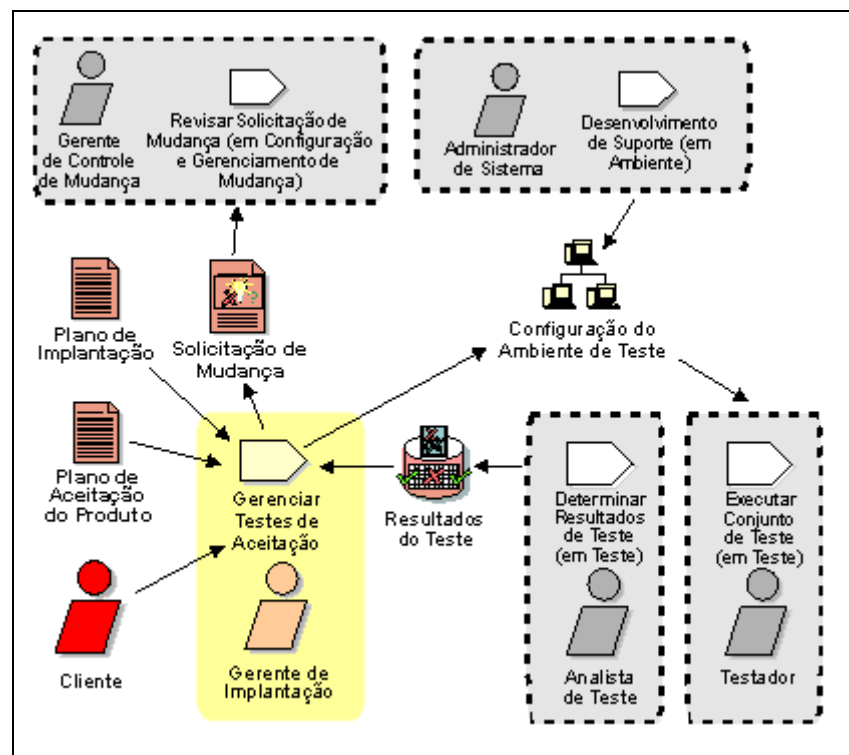 Gerente
de Controle
de Mudança
Revisar Solicitação de
Mudança (em Configuração
e Gerenciamento de
Mudança)
Administrador
de Sistema
Desenvolvimento
de Suporte (em
Ambiente)
Plano de
Implantação
Solicitação de
Mudança
Configuração do
Ambiente de Teste
Plano de
Aceitação
do Produto
Gerenciar
Testes de
Aceitação
Resultados
do Teste
Determinar
Resultados
de Teste
(em Teste)
Executar
Conjunto
de Teste
(em Teste)
Cliente
Gerente de
Implantação
Analista
de Teste
Testador